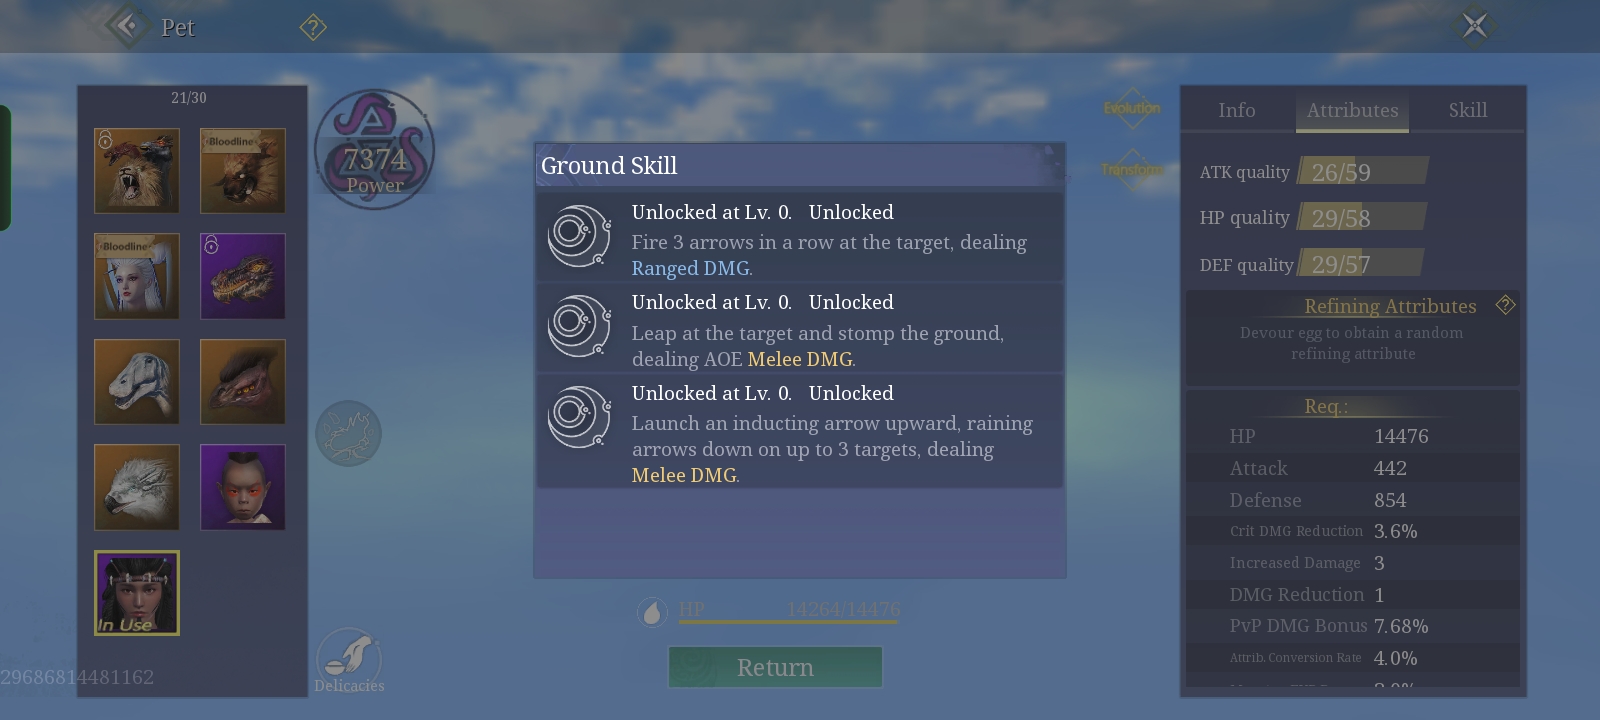 Pet
21/30
Bloodline
Bloodline
In Use
29686814481162
7374
Power
Delicacies
Evolution
Transform
Ground Skill
Unlocked at Lv. 0. Unlocked
Fire 3 arrows in a row at the target, dealing
Ranged DMG.
Unlocked at Lv. 0. Unlocked
Leap at the target and stomp the ground,
dealing AOE Melee DMG.
Unlocked at Lv. 0. Unlocked
Launch an inducting arrow upward, raining
arrows down on up to 3 targets, dealing
Melee DMG.
HP 14264/14476
Return
Info Attributes Skill
ATK quality 26/59
HP quality 29/58
DEF quality 29/57
Refining Attributes
Devour egg to obtain a random
refining attribute
Req.:
HP 14476
Attack 442
Defense 854
Crit DMG Reduction 3.6%
Increased Damage 3
DMG Reduction 1
PvP DMG Bonus 7.68%
Attrib. Conversion Rate 4.0%